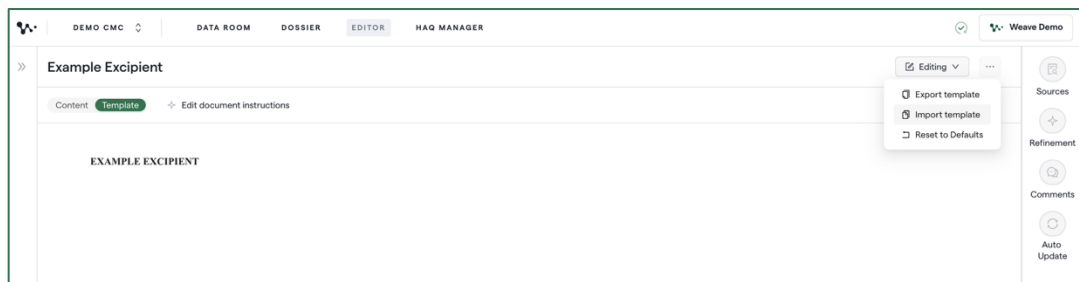 DEMO CMC DATA ROOM DOSSIER EDITOR HAQ MANAGER Weave Demo
Example Excipient Editing ...
Sources
Content Template Edit document instructions
Export template
Import template
Reset to Defaults
Refinement
EXAMPLE EXCIPIENT
Comments
Auto
Update